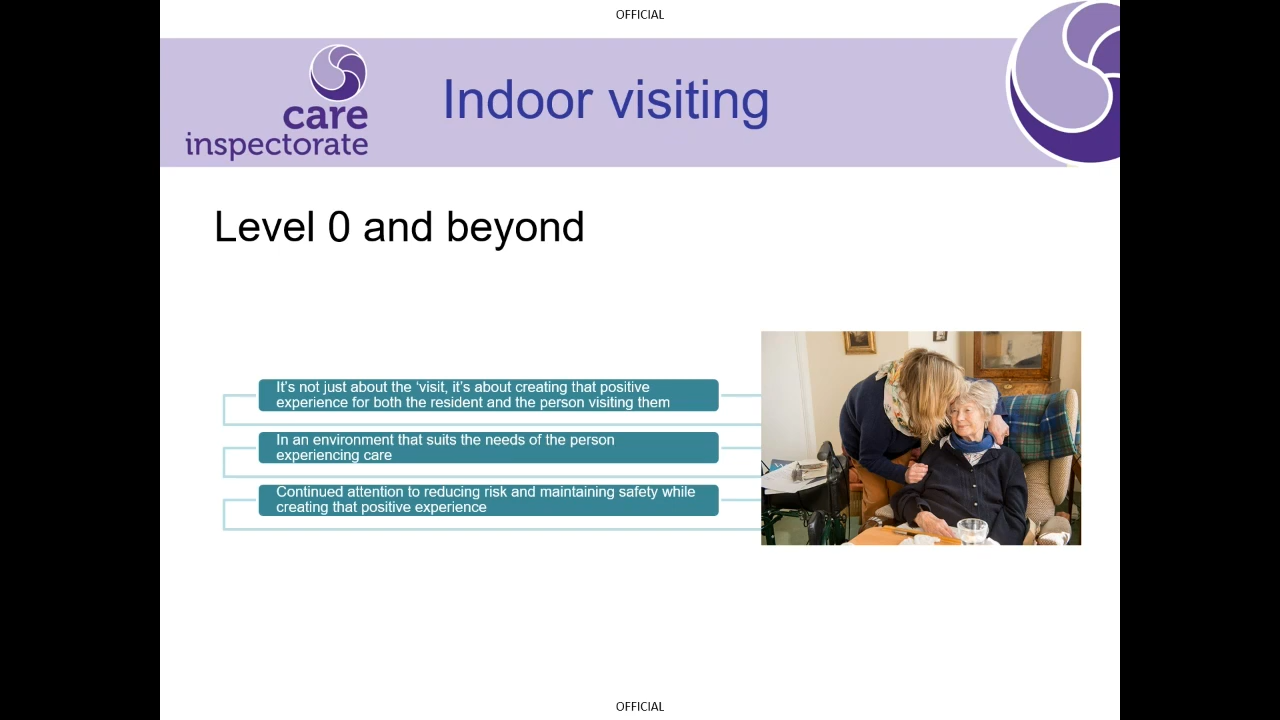 OFFICIAL
care
inspectorate
Indoor visiting
Level 0 and beyond
It's not just about the 'visit, it's about creating that positive
experience for both the resident and the person visiting them
In an environment that suits the needs of the person
experiencing care
Continued attention to reducing risk and maintaining safety while
creating that positive experience
OFFICIAL